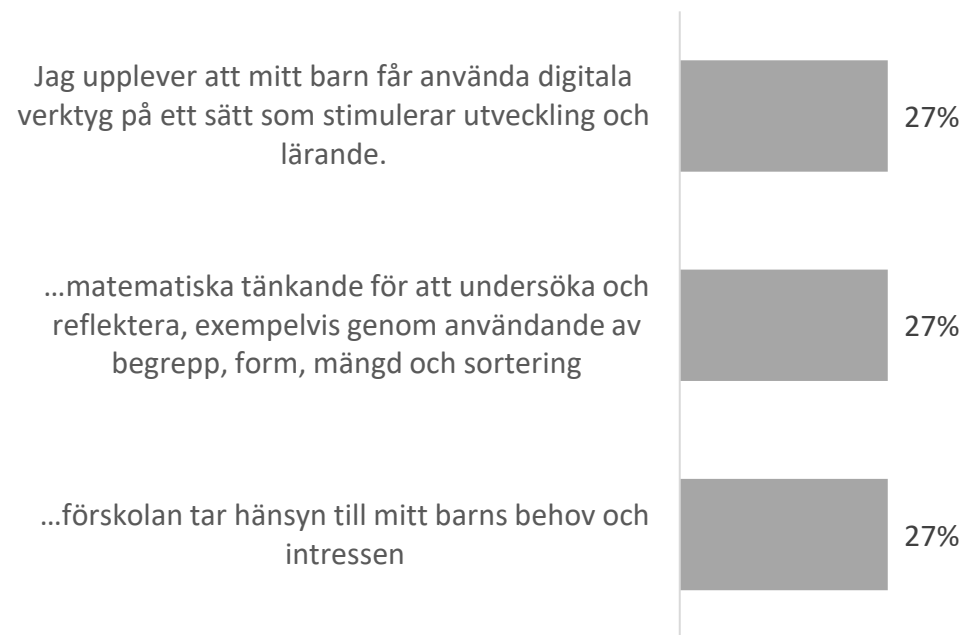 Jag upplever att mitt barn får använda digitala
verktyg på ett sätt som stimulerar utveckling och
lärande.
27%
…matematiska tänkande för att undersöka och
reflektera, exempelvis genom användande av
begrepp, form, mängd och sortering
27%
…förskolan tar hänsyn till mitt barns behov och
intressen
27%